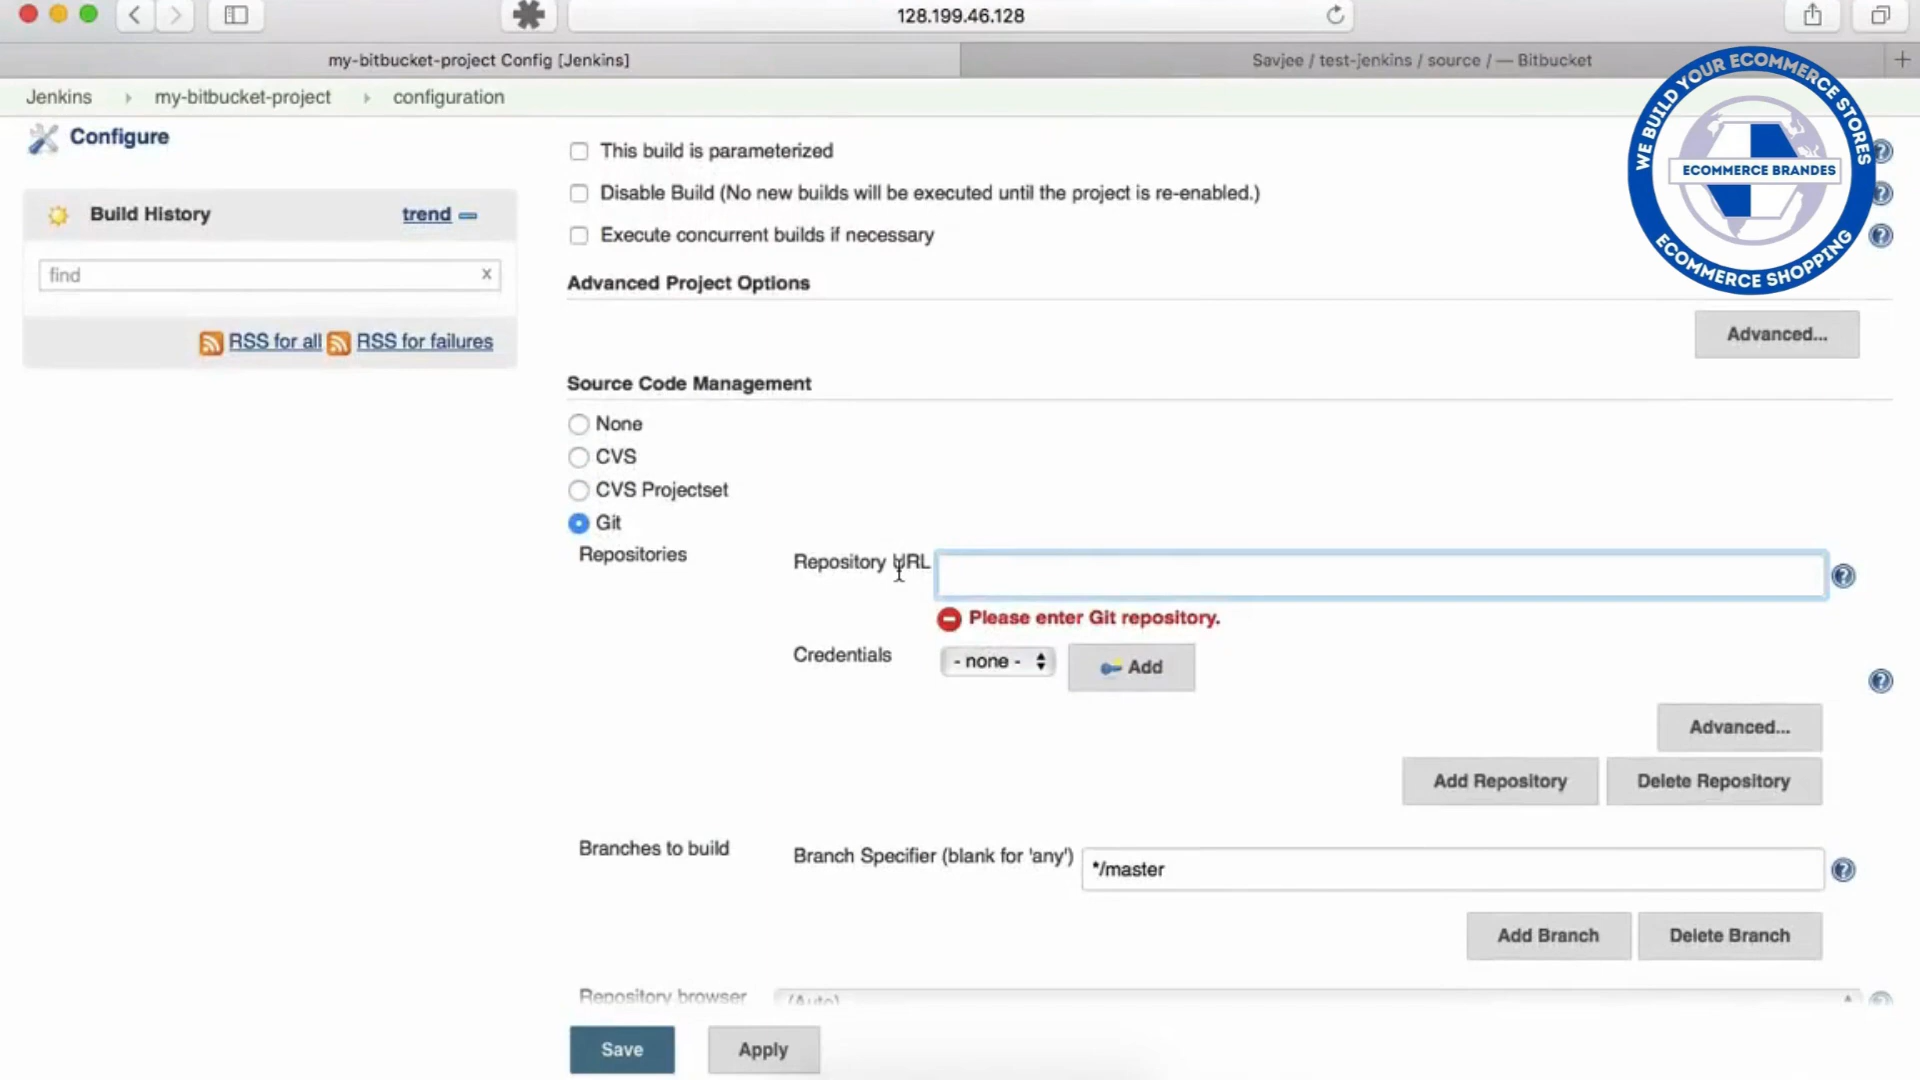 128.199.46.128
my-bitbucket-project Config [Jenkins]
Savjee / test-jenkins / source / — Bitbucket
Jenkins
my-bitbucket-project
configuration
WE BUILD YOUR ECOMMERCE STORES
ECOMMERCE BRANDES
ECOMMERCE SHOPPING
Configure
Build History
trend
find
x
RSS for all
RSS for failures
This build is parameterized
Disable Build (No new builds will be executed until the project is re-enabled.)
Execute concurrent builds if necessary
Advanced Project Options
Advanced...
Source Code Management
None
CVS
CVS Projectset
Git
Repositories
Repository URL
Please enter Git repository.
Credentials
- none -
Add
Advanced...
Add Repository
Delete Repository
Branches to build
Branch Specifier (blank for 'any')
*/master
Add Branch
Delete Branch
Repository browser
(Auto)
Save
Apply